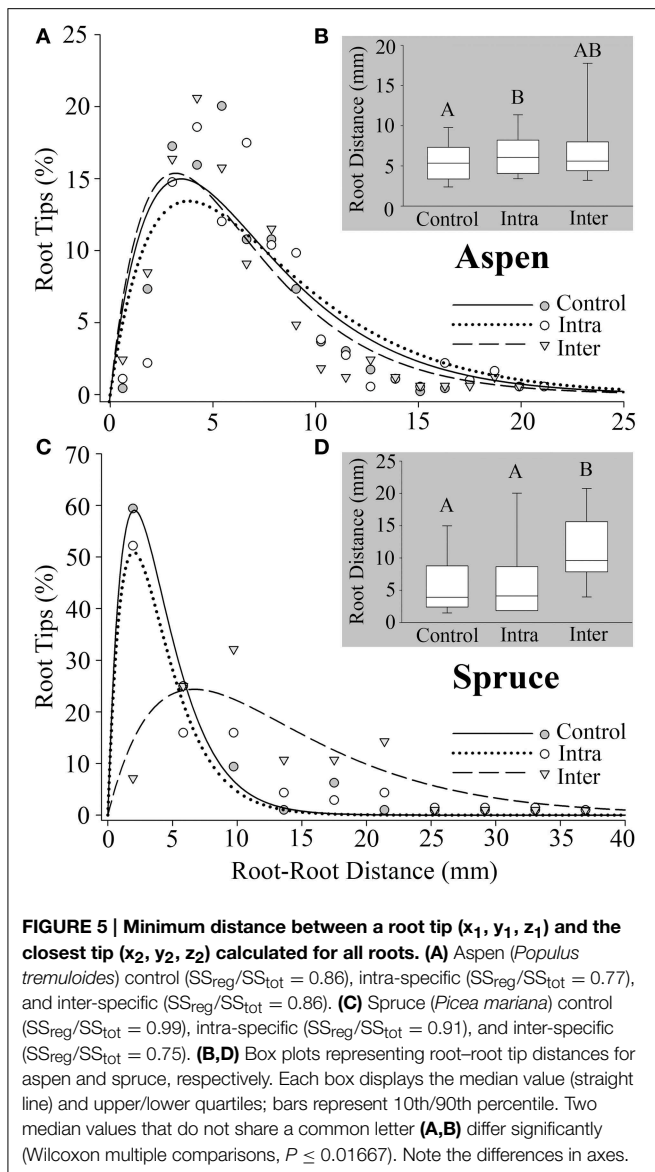 A
25
20
15
10
5
0
Root Tips (%)
0 5 10 15 20 25
B
20
15
10
5
0
Root Distance (mm)
A B AB
Control Intra Inter
Aspen
Control
Intra
Inter
C
70
60
50
40
30
20
10
0
Root Tips (%)
0 5 10 15 20 25 30 35 40
Root-Root Distance (mm)
D
25
20
15
10
5
0
Root Distance (mm)
A A B
Control Intra Inter
Spruce
Control
Intra
Inter
FIGURE 5 | Minimum distance between a root tip (x₁, y₁, z₁) and the
closest tip (x₂, y₂, z₂) calculated for all roots. (A) Aspen (Populus
tremuloides) control (SSreg/SStot = 0.86), intra-specific (SSreg/SStot = 0.77),
and inter-specific (SSreg/SStot = 0.86). (C) Spruce (Picea mariana) control
(SSreg/SStot = 0.99), intra-specific (SSreg/SStot = 0.91), and inter-specific
(SSreg/SStot = 0.75). (B,D) Box plots representing root–root tip distances for
aspen and spruce, respectively. Each box displays the median value (straight
line) and upper/lower quartiles; bars represent 10th/90th percentile. Two
median values that do not share a common letter (A,B) differ significantly
(Wilcoxon multiple comparisons, P ≤ 0.01667). Note the differences in axes.